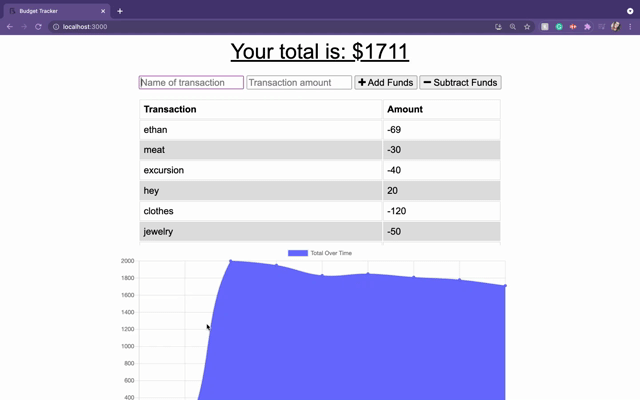 Budget Tracker
localhost:3000
Your total is: $1711
Name of transaction Transaction amount Add Funds Subtract Funds
Transaction Amount
ethan -69
meat -30
excursion -40
hey 20
clothes -120
jewelry -50
Total Over Time
2000
1800
1600
1400
1200
1000
800
600
400